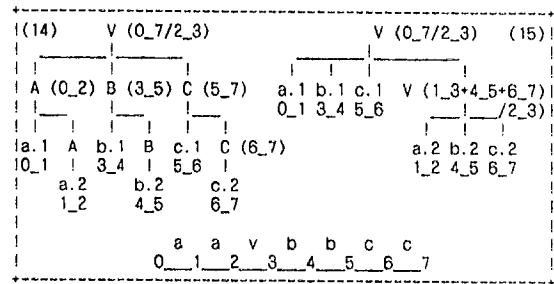 (14) V (0_7/2_3) V (0_7/2_3) (15)
A (0_2) B (3_5) C (5_7) a.1 b.1 c.1 V (1_3+4_5+6_7)
0_1 3_4 5_6 /2_3)
a.1 A b.1 B c.1 C (6_7) a.2 b.2 c.2
0_1 3_4 5_6 1_2 4_5 6_7
a.2 b.2 c.2
1_2 4_5 6_7
a a v b b c c
0__1__2__3__4__5__6__7